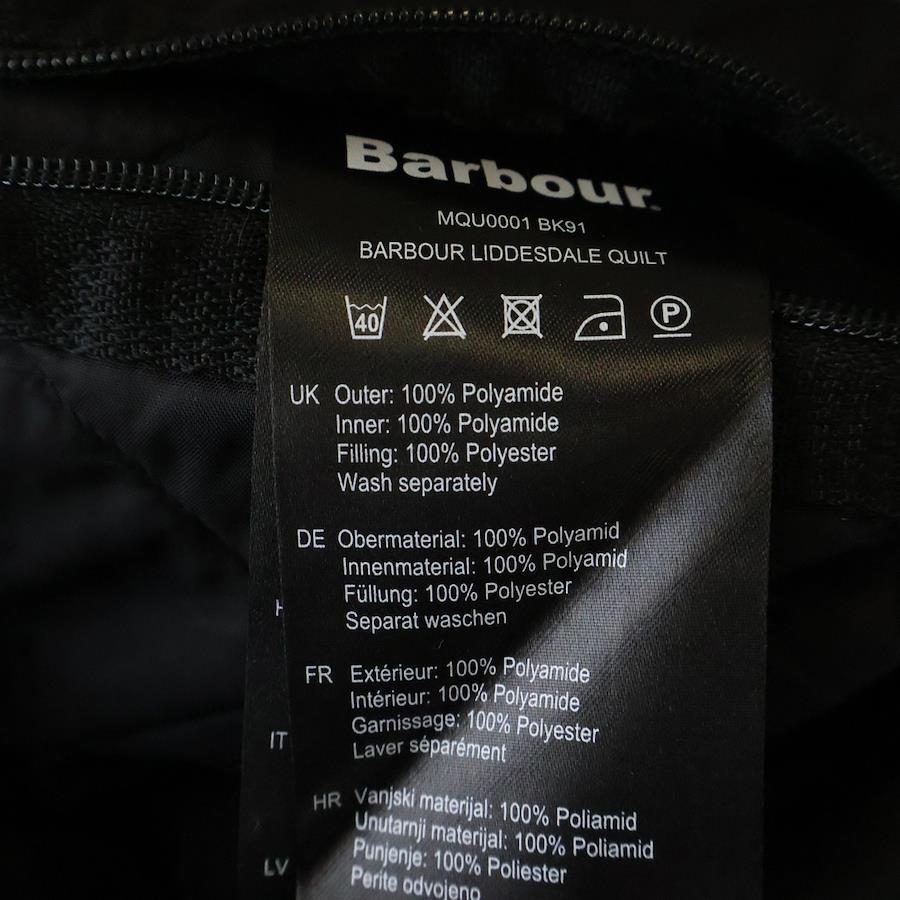 Barbour
MQU0001 BK91
BARBOUR LIDDESDALE QUILT
40 P
UK Outer: 100% Polyamide
Inner: 100% Polyamide
Filling: 100% Polyester
Wash separately
DE Obermaterial: 100% Polyamid
Innenmaterial: 100% Polyamid
Füllung: 100% Polyester
Separat waschen
FR Extérieur: 100% Polyamide
Intérieur: 100% Polyamide
Garnissage: 100% Polyester
Laver séparément
IT
HR Vanjski materijal: 100% Poliamid
Unutarnji materijal: 100% Poliamid
Punjenje: 100% Poliester
LV
Perite odvojeno